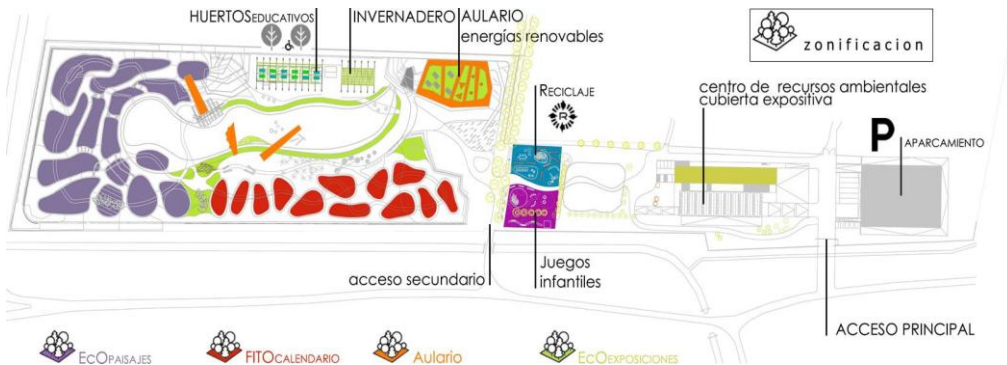 HUERTOSEDUCATIVOS
INVERNADERO
AULARIO
energías renovables
&
zonificacion
RECICLAJE
R
centro de recursos ambientales
cubierta expositiva
P
APARCAMIENTO
acceso secundario
Juegos
infantiles
ACCESO PRINCIPAL
ECOPAISAJES
FITOCALENDARIO
Aulario
ECOEXPOSICIONES